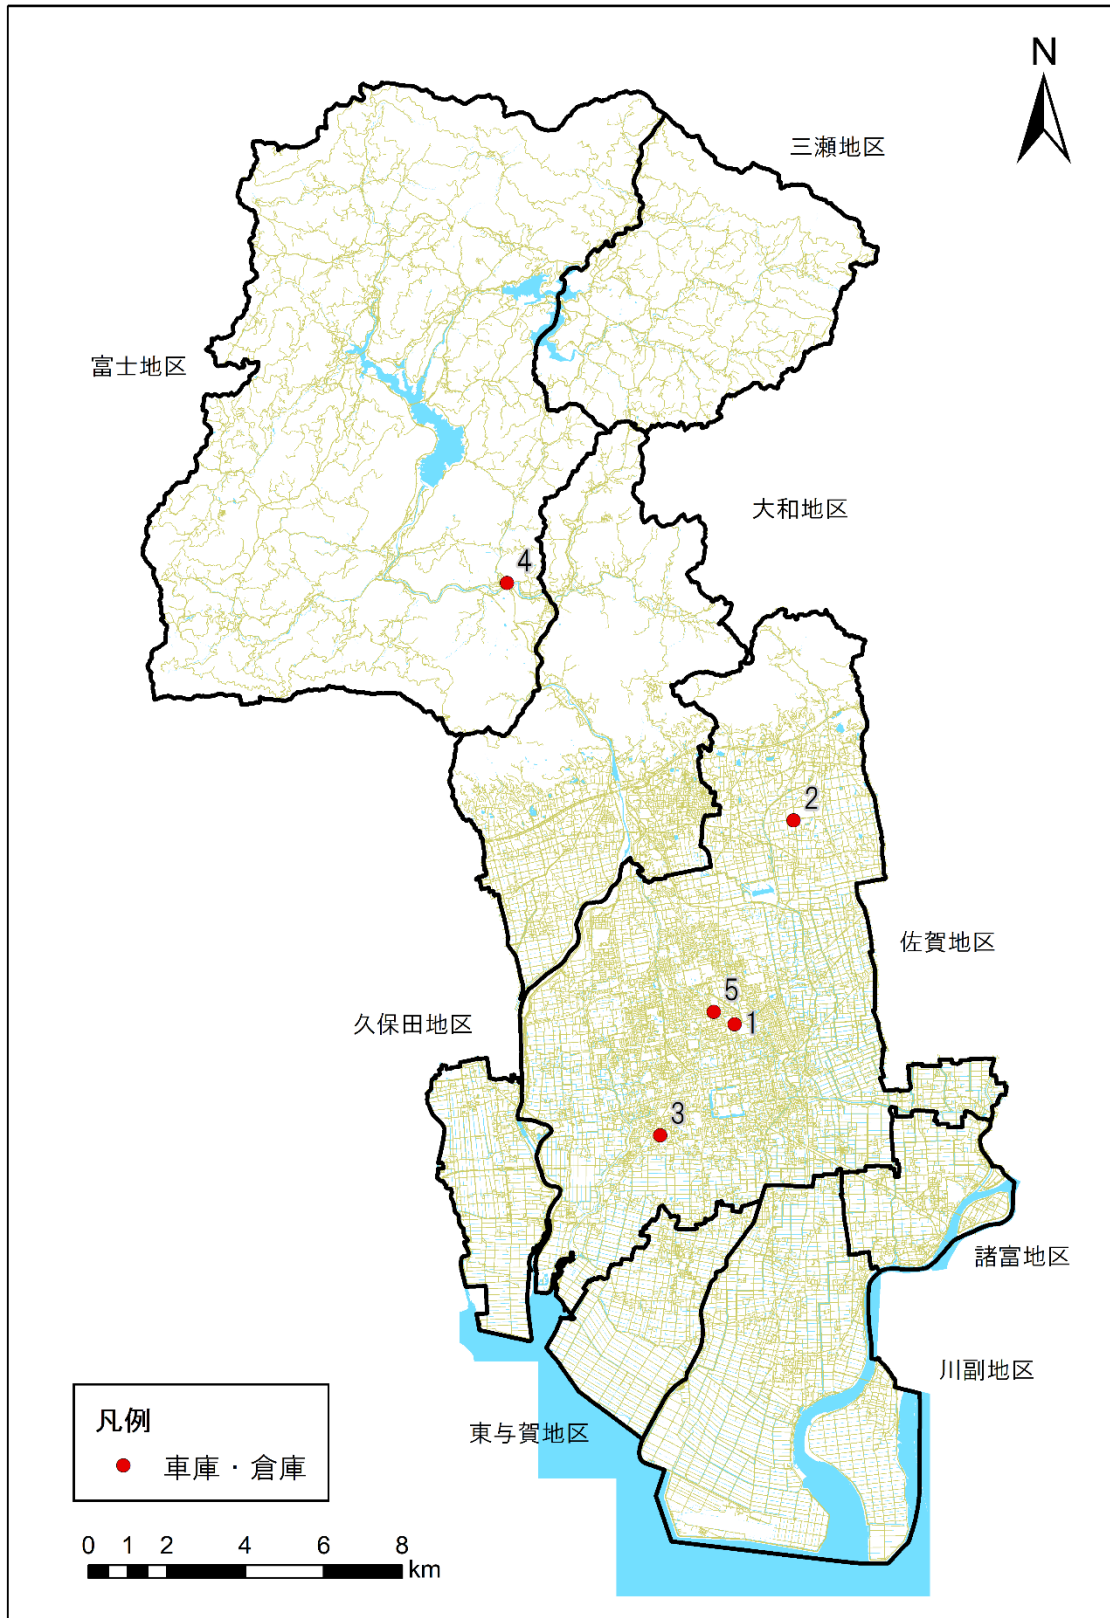 N
三瀬地区
富士地区
大和地区
4
2
佐賀地区
5
久保田地区
1
3
諸富地区
川副地区
東与賀地区
凡例
車庫・倉庫
0 1 2 4 6 8
km